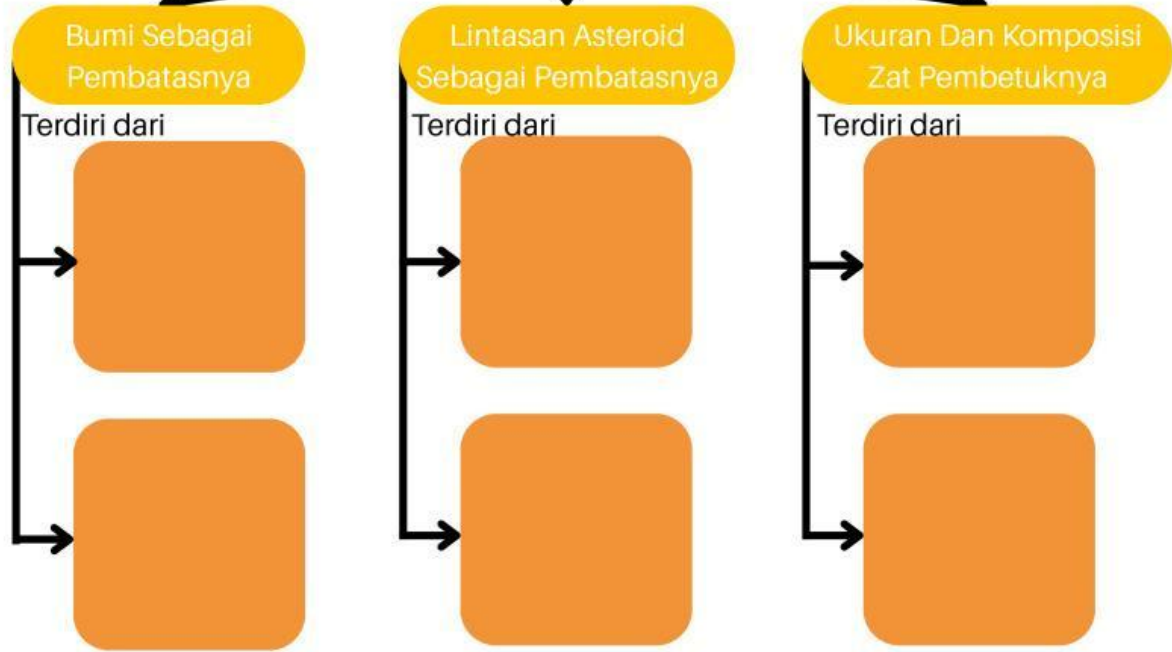 Bumi Sebagai
Pembatasnya
Terdiri dari
Lintasan Asteroid
Sebagai Pembatasnya
Terdiri dari
Ukuran Dan Komposisi
Zat Pembetuknya
Terdiri dari